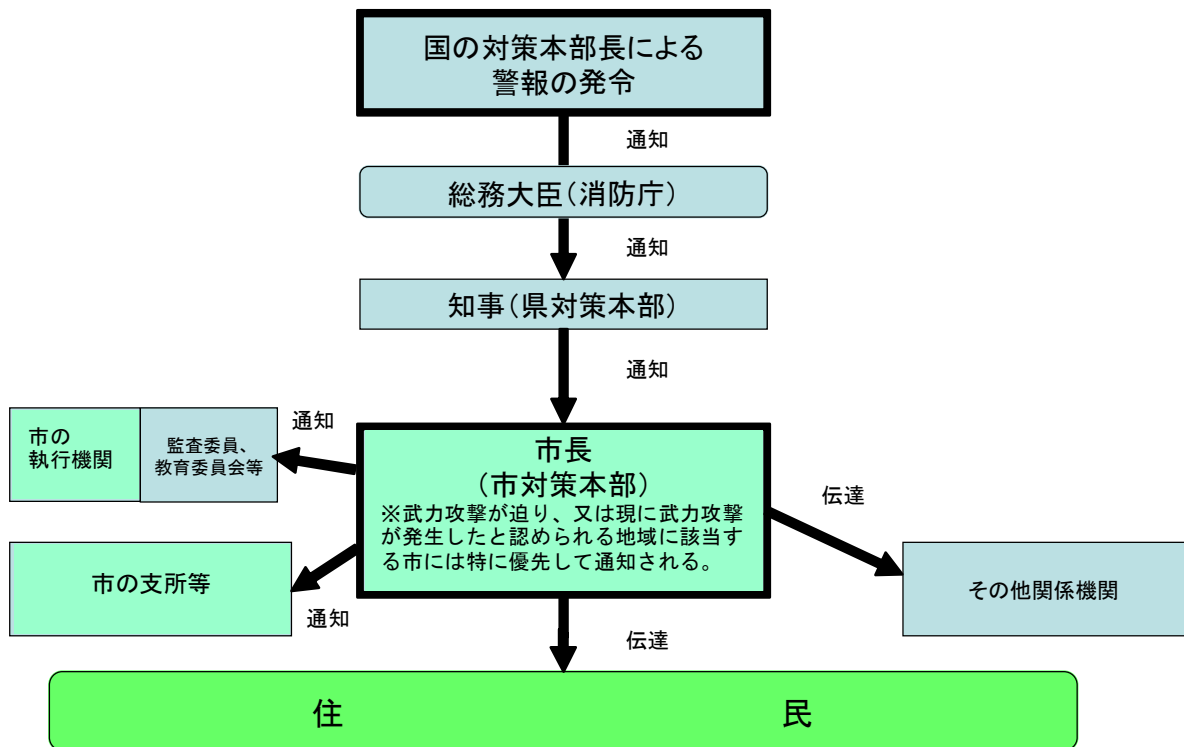 国の対策本部長による
警報の発令
通知
総務大臣(消防庁)
通知
知事(県対策本部)
通知
市の
執行機関
監査委員、
教育委員会等
通知
市長
(市対策本部)
※武力攻撃が迫り、又は現に武力攻撃
が発生したと認められる地域に該当す
る市には特に優先して通知される。
伝達
市の支所等
通知
その他関係機関
伝達
住 民